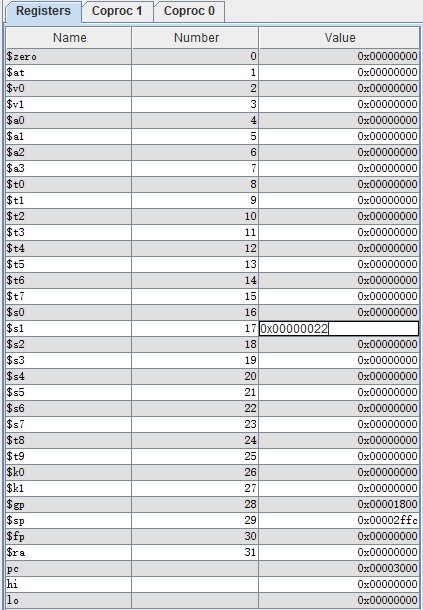 Registers Coproc 1 Coproc 0
Name Number Value
$zero 0 0x00000000
$at 1 0x00000000
$v0 2 0x00000000
$v1 3 0x00000000
$a0 4 0x00000000
$a1 5 0x00000000
$a2 6 0x00000000
$a3 7 0x00000000
$t0 8 0x00000000
$t1 9 0x00000000
$t2 10 0x00000000
$t3 11 0x00000000
$t4 12 0x00000000
$t5 13 0x00000000
$t6 14 0x00000000
$t7 15 0x00000000
$s0 16 0x00000000
$s1 17 0x00000022
$s2 18 0x00000000
$s3 19 0x00000000
$s4 20 0x00000000
$s5 21 0x00000000
$s6 22 0x00000000
$s7 23 0x00000000
$t8 24 0x00000000
$t9 25 0x00000000
$k0 26 0x00000000
$k1 27 0x00000000
$gp 28 0x00001800
$sp 29 0x00002ffc
$fp 30 0x00000000
$ra 31 0x00000000
pc 0x00003000
hi 0x00000000
lo 0x00000000